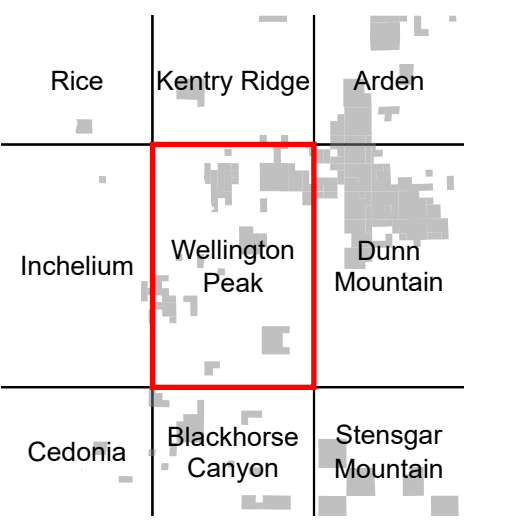 Rice
Kentry Ridge
Arden
Inchelium
Wellington
Peak
Dunn
Mountain
Cedonia
Blackhorse
Canyon
Stensgar
Mountain